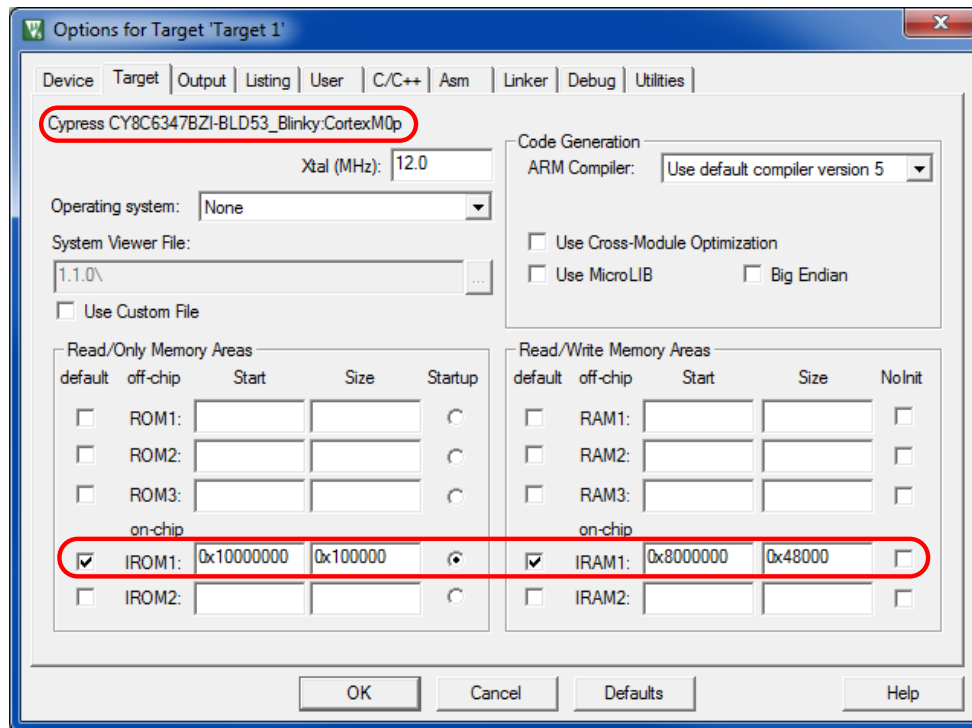 Options for Target 'Target 1'
Device Target Output Listing User C/C++ Asm Linker Debug Utilities
Cypress CY8C6347BZI-BLD53_Blinky:CortexM0p
Xtal (MHz): 12.0
Operating system: None
System Viewer File:
1.1.0\
...
Use Custom File
Code Generation
ARM Compiler: Use default compiler version 5
Use Cross-Module Optimization
Use MicroLIB Big Endian
Read/Only Memory Areas
default off-chip Start Size Startup
ROM1:
ROM2:
ROM3:
on-chip
IROM1: 0x10000000 0x100000
IROM2:
Read/Write Memory Areas
default off-chip Start Size NoInit
RAM1:
RAM2:
RAM3:
on-chip
IRAM1: 0x8000000 0x48000
IRAM2:
OK Cancel Defaults Help